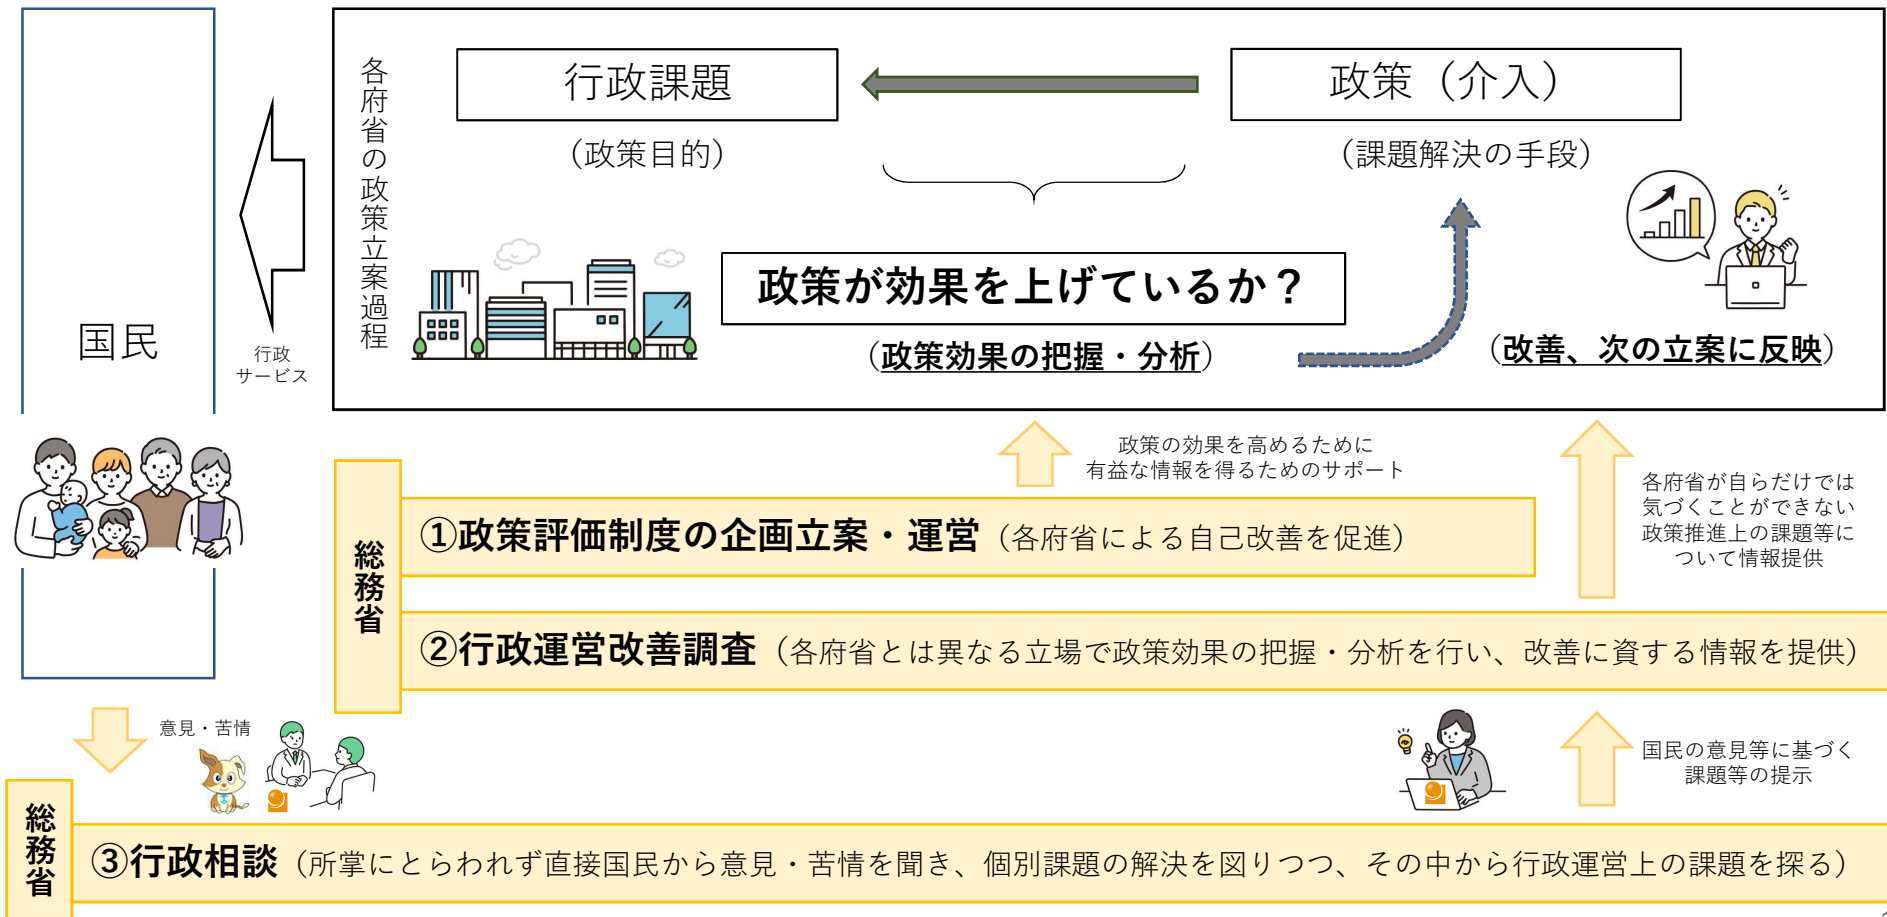 国民
行政
サービス
各府省の政策立案過程
行政課題
（政策目的）
政策（介入）
（課題解決の手段）
政策が効果を上げているか？
（政策効果の把握・分析）
（改善、次の立案に反映）
政策の効果を高めるために
有益な情報を得るためのサポート
各府省が自らだけでは
気づくことができない
政策推進上の課題等に
ついて情報提供
総務省
①政策評価制度の企画立案・運営（各府省による自己改善を促進）
②行政運営改善調査（各府省とは異なる立場で政策効果の把握・分析を行い、改善に資する情報を提供）
意見・苦情
国民の意見等に基づく
課題等の提示
総務省
③行政相談（所掌にとらわれず直接国民から意見・苦情を聞き、個別課題の解決を図りつつ、その中から行政運営上の課題を探る）